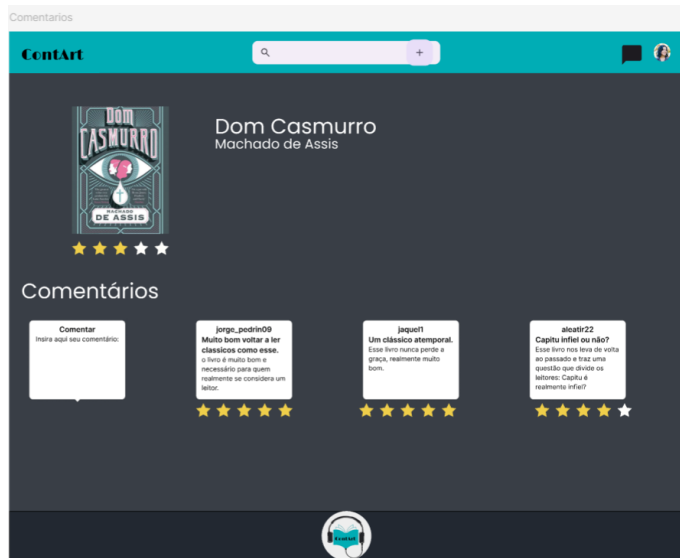 Comentarios
ContArt
+
Dom
CASMURRO
MACHADO
DE ASSIS
Dom Casmurro
Machado de Assis
Comentários
Comentar
Insira aqui seu comentário:
jorge_pedrin09
Muito bom voltar a ler
classicos como esse.
o livro é muito bom e
necessário para quem
realmente se considera um
leitor.
jaquel1
Um clássico atemporal.
Esse livro nunca perde a
graça, realmente muito
bom.
aleatir22
Capitu infiel ou não?
Esse livro nos leva de volta
ao passado e traz uma
questão que divide os
leitores: Capitu é
realmente infiel?
ContArt